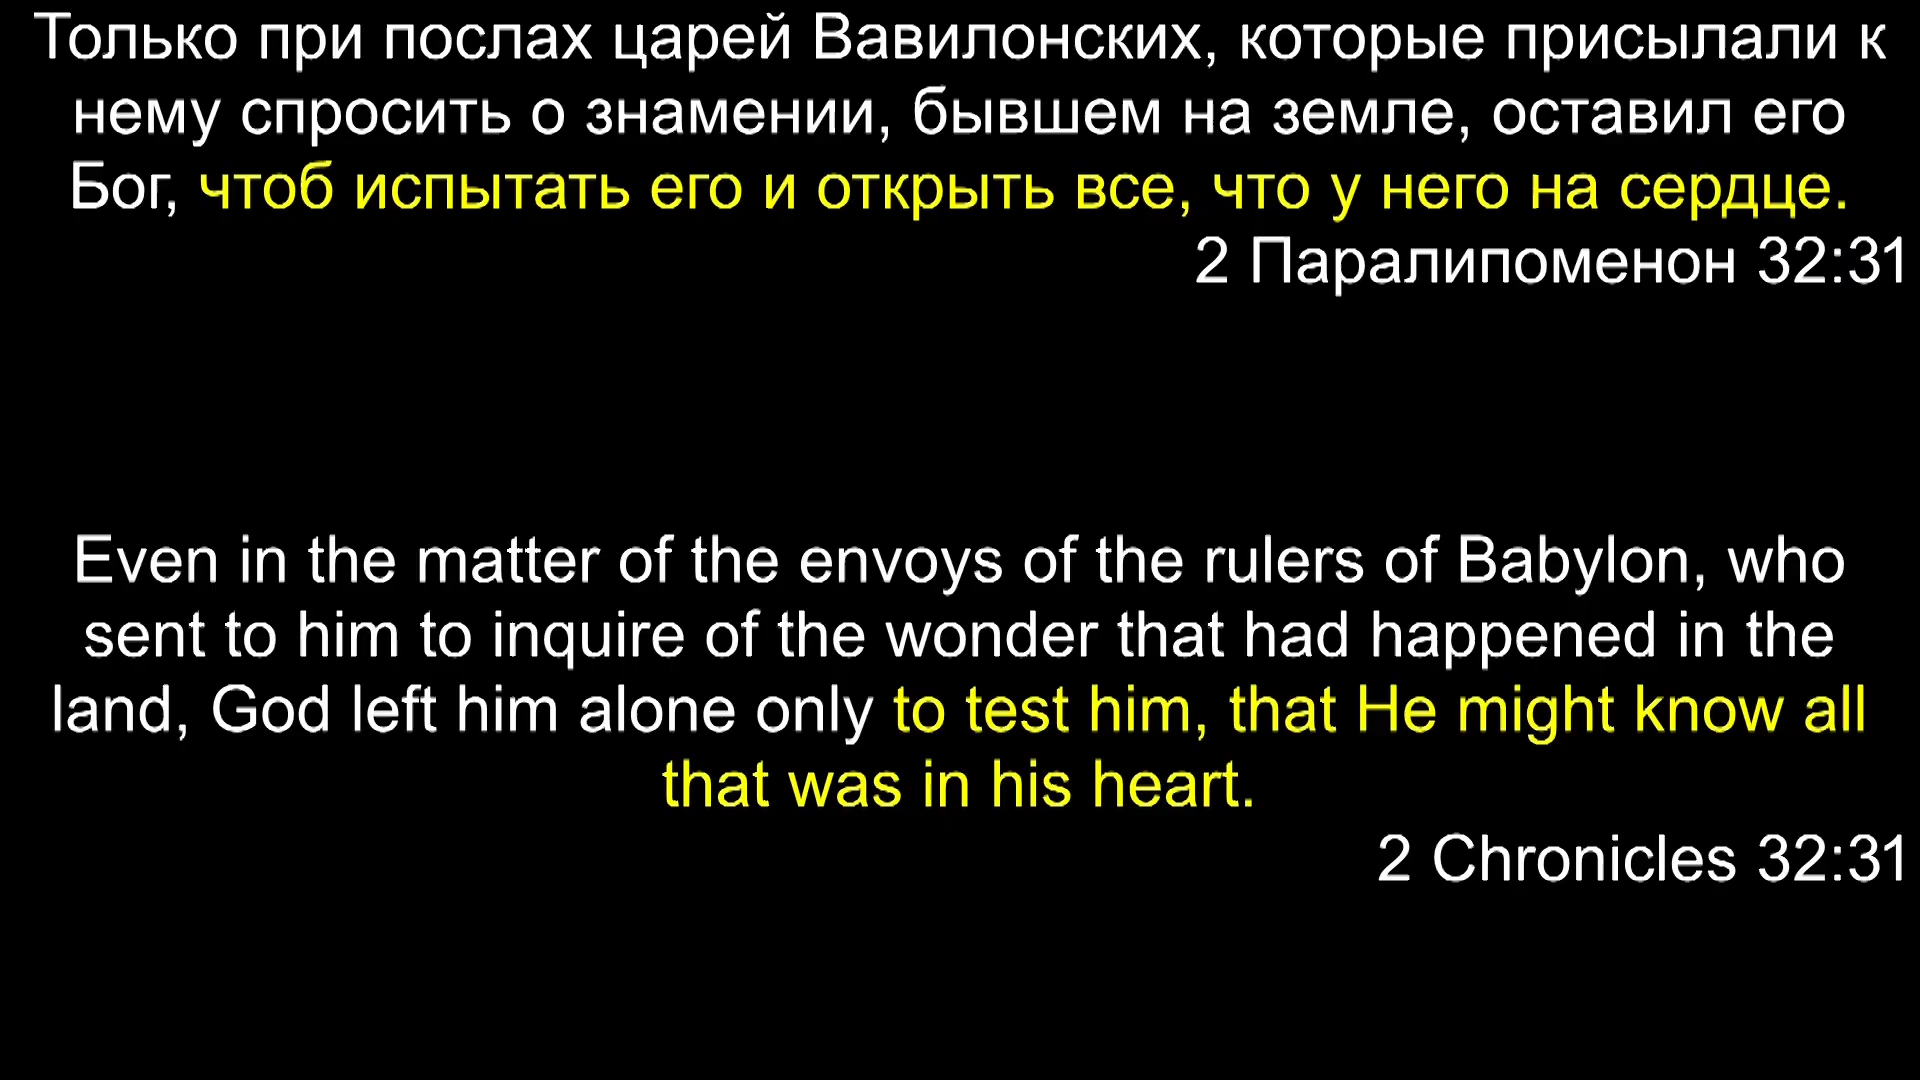 Только при послах царей Вавилонских, которые присылали к
нему спросить о знамении, бывшем на земле, оставил его
Бог, чтоб испытать его и открыть все, что у него на сердце.
2 Паралипоменон 32:31
Even in the matter of the envoys of the rulers of Babylon, who
sent to him to inquire of the wonder that had happened in the
land, God left him alone only to test him, that He might know all
that was in his heart.
2 Chronicles 32:31